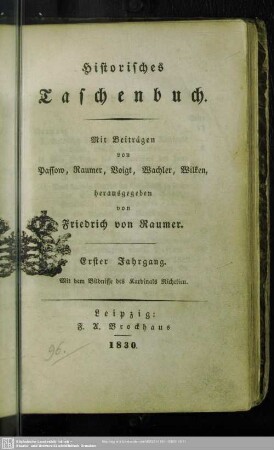 Historisches
Taschenbuch.
Mit Beiträgen
von
Passow, Raumer, Voigt, Wachler, Wilken,
herausgegeben
von
Friedrich von Raumer.
Erster Jahrgang.
Mit dem Bildnisse des Kardinals Richelieu.
Leipzig:
F. A. Brockhaus
1830.
96.